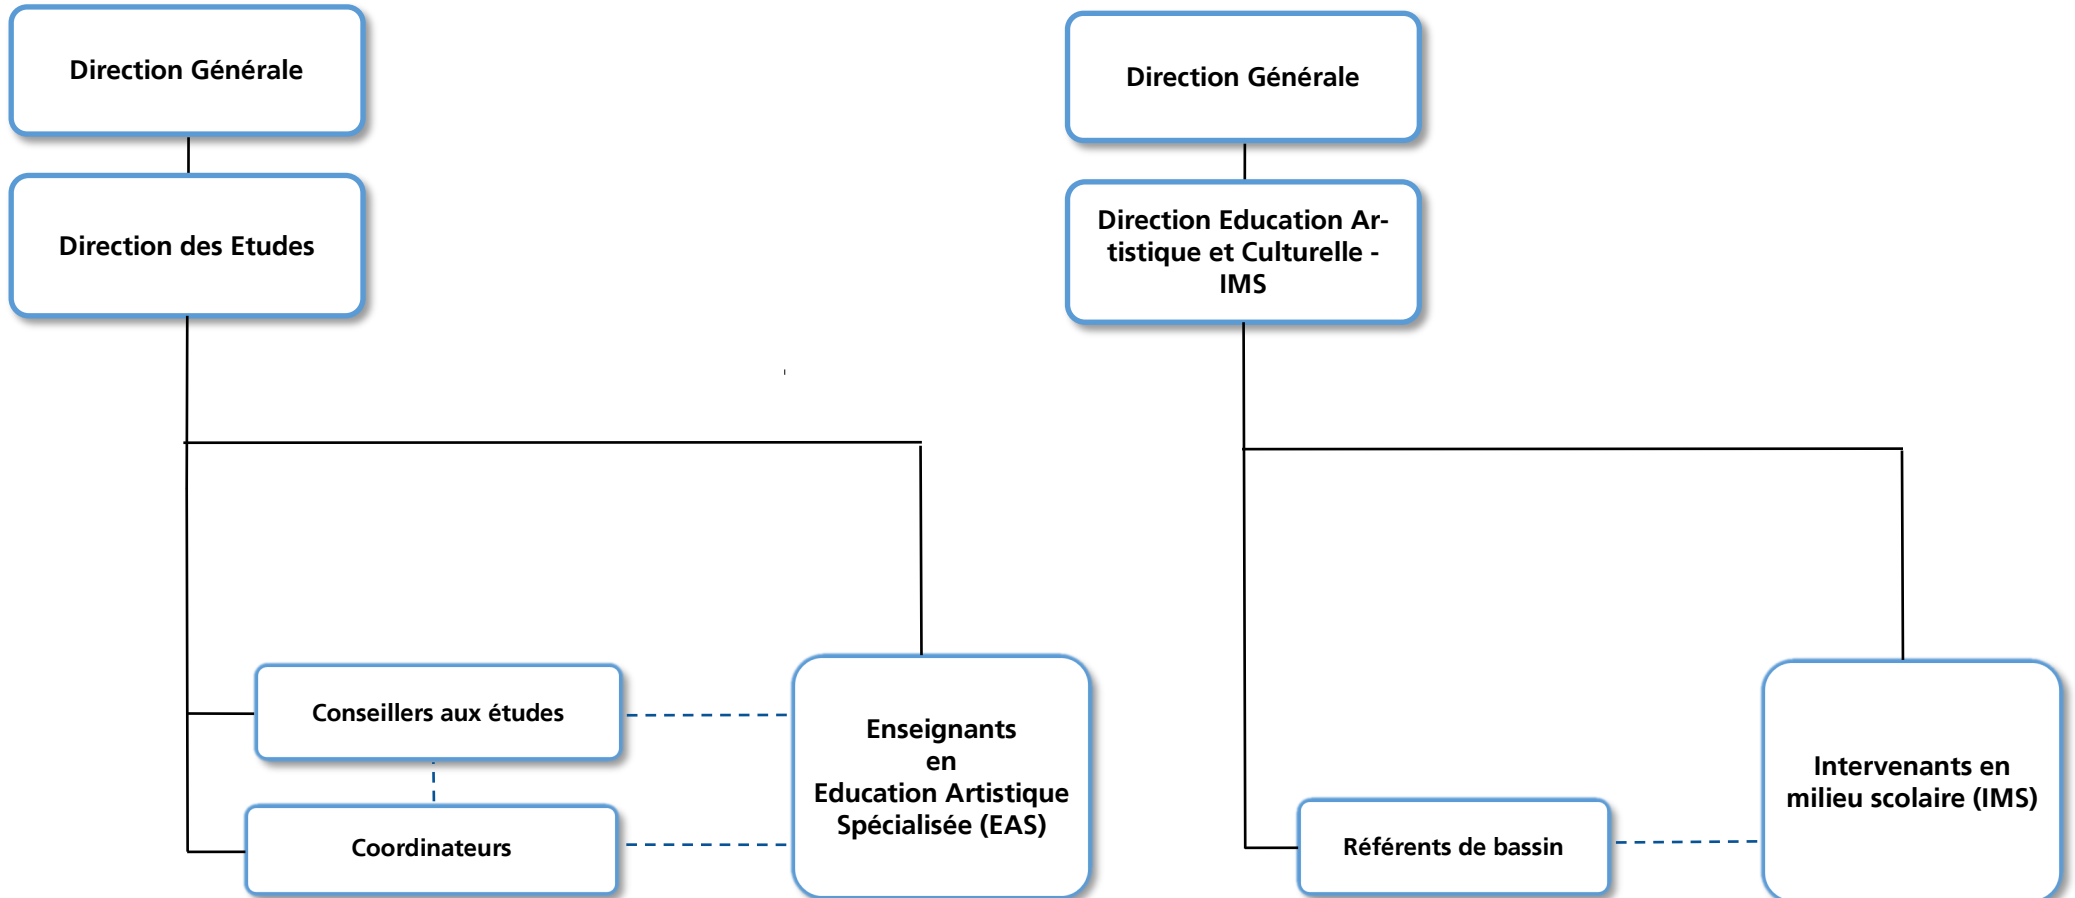 Direction Générale
Direction des Etudes
Conseillers aux études
Coordinateurs
Enseignants
en
Education Artistique
Spécialisée (EAS)
Direction Générale
Direction Education Ar-
tistique et Culturelle -
IMS
Référents de bassin
Intervenants en
milieu scolaire (IMS)